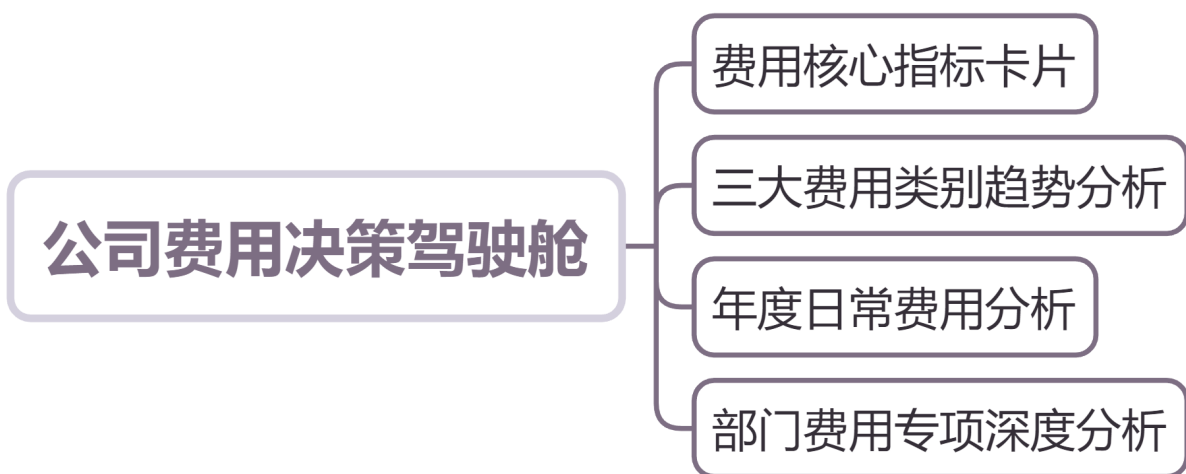 公司费用决策驾驶舱
费用核心指标卡片
三大费用类别趋势分析
年度日常费用分析
部门费用专项深度分析